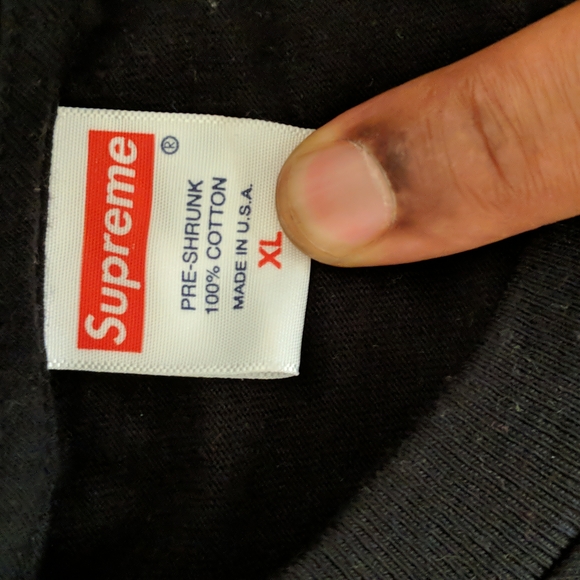 Supreme
®
PRE-SHRUNK
100% COTTON
MADE IN U.S.A.
XL